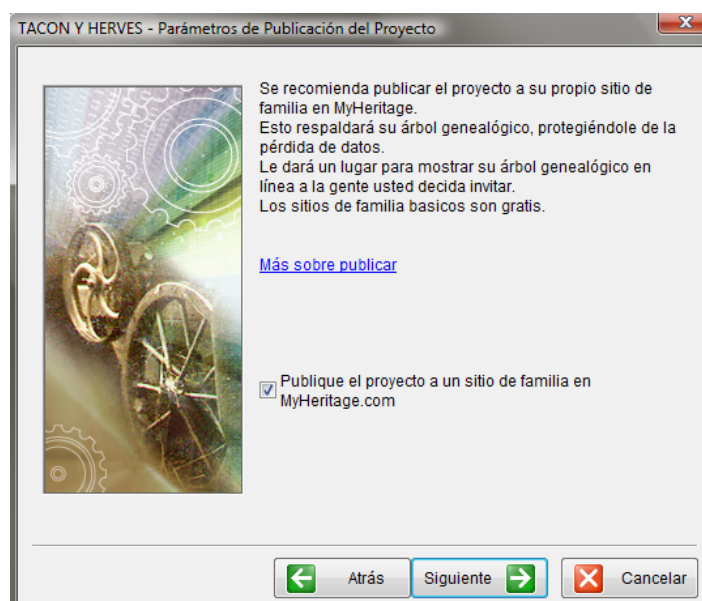 TACON Y HERVES - Parámetros de Publicación del Proyecto
Se recomienda publicar el proyecto a su propio sitio de
familia en MyHeritage.
Esto respaldará su árbol genealógico, protegiéndole de la
pérdida de datos.
Le dará un lugar para mostrar su árbol genealógico en
línea a la gente usted decida invitar.
Los sitios de familia basicos son gratis.
Más sobre publicar
Publique el proyecto a un sitio de familia en
MyHeritage.com
Atrás Siguiente Cancelar